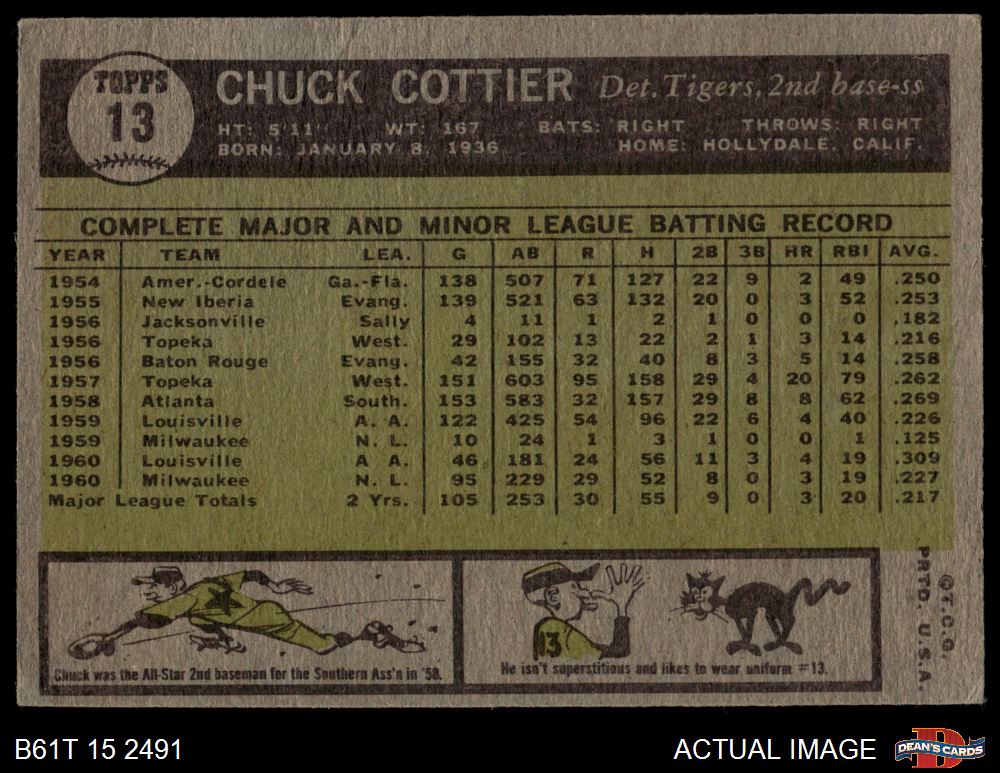 TOPPS
13
CHUCK COTTIER Det. Tigers, 2nd base-ss
HT: 5'11" WT: 167 BATS: RIGHT THROWS: RIGHT
BORN: JANUARY 8, 1936 HOME: HOLLYDALE, CALIF.
COMPLETE MAJOR AND MINOR LEAGUE BATTING RECORD
YEAR TEAM LEA. G AB R H 2B 3B HR RBI AVG.
1954 Amer.-Cordele Ga.-Fla. 138 507 71 127 22 9 2 49 .250
1955 New Iberia Evang. 139 521 63 132 20 0 3 52 .253
1956 Jacksonville Sally 4 11 1 2 1 0 0 0 .182
1956 Topeka West. 29 102 13 22 2 1 3 14 .216
1956 Baton Rouge Evang. 42 155 32 40 8 3 5 14 .258
1957 Topeka West. 151 603 95 158 29 4 20 79 .262
1958 Atlanta South. 153 583 32 157 29 8 8 62 .269
1959 Louisville A. A. 122 425 54 96 22 6 4 40 .226
1959 Milwaukee N. L. 10 24 1 3 1 0 0 1 .125
1960 Louisville A A. 46 181 24 56 11 3 4 19 .309
1960 Milwaukee N. L. 95 229 29 52 8 0 3 19 .227
Major League Totals 2 Yrs. 105 253 30 55 9 0 3 20 .217
Chuck was the All-Star 2nd baseman for the Southern Ass'n in '58.
13
He isn't superstitious and likes to wear uniform #13.
©T.C.G.
PRTD. U.S.A.
B61T 15 2491 ACTUAL IMAGE
D
DEAN'S CARDS